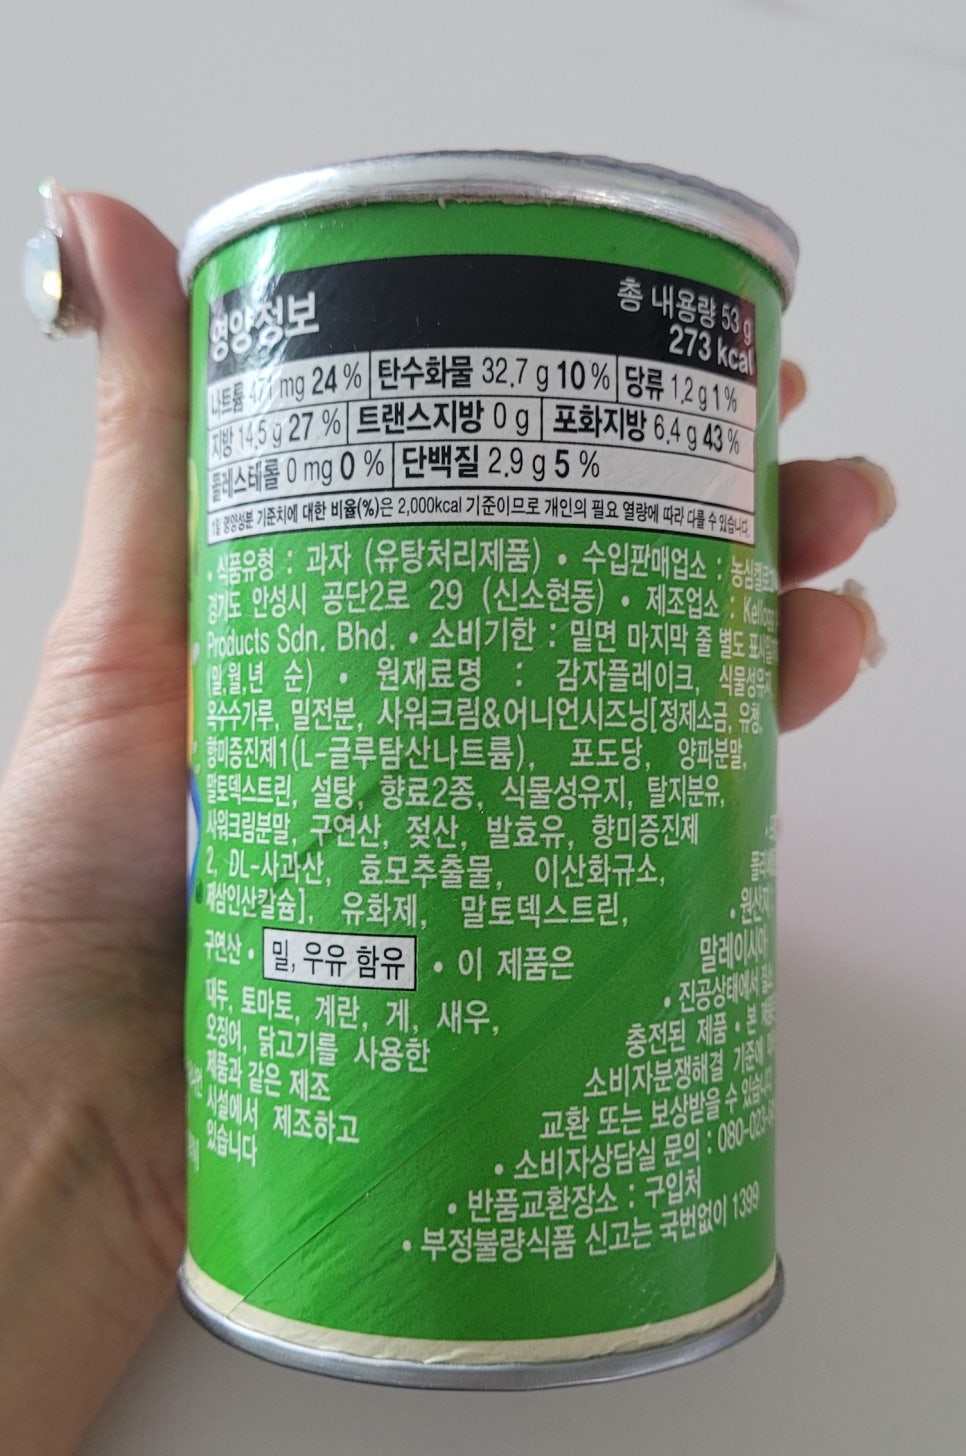 영양정보
총 내용량 53 g
273 kcal
나트륨 471 mg 24 % 탄수화물 32.7 g 10 % 당류 1.2 g 1 %
지방 14.5 g 27 % 트랜스지방 0 g 포화지방 6.4 g 43 %
콜레스테롤 0 mg 0 % 단백질 2.9 g 5 %
1일 영양성분 기준치에 대한 비율(%)은 2,000kcal 기준이므로 개인의 필요 열량에 따라 다를 수 있습니다.
• 식품유형 : 과자 (유탕처리제품) • 수입판매업소 :
경기도 안성시 공단2로 29 (신소현동) • 제조업소 :
Products Sdn. Bhd. • 소비기한 : 밑면 마지막 줄 별도
(일,월,년 순) • 원재료명 : 감자플레이크, 식물성유지,
옥수수가루, 밀전분, 사워크림&어니언시즈닝[정제소금, 유청,
향미증진제1(L-글루탐산나트륨), 포도당, 양파분말,
말토덱스트린, 설탕, 향료2종, 식물성유지, 탈지분유,
사워크림분말, 구연산, 젖산, 발효유, 향미증진제
2, DL-사과산, 효모추출물, 이산화규소,
제삼인산칼슘], 유화제, 말토덱스트린,
구연산 • 밀, 우유 함유 • 이 제품은
대두, 토마토, 계란, 게, 새우,
오징어, 닭고기를 사용한
제품과 같은 제조
시설에서 제조하고
있습니다
• 원산지 :
말레이시아
• 진공상태에서
충전된 제품 • 본
소비자분쟁해결 기준에
교환 또는 보상받을 수 있습니다
• 소비자상담실 문의 : 080-023-
• 반품교환장소 : 구입처
• 부정불량식품 신고는 국번없이 1399